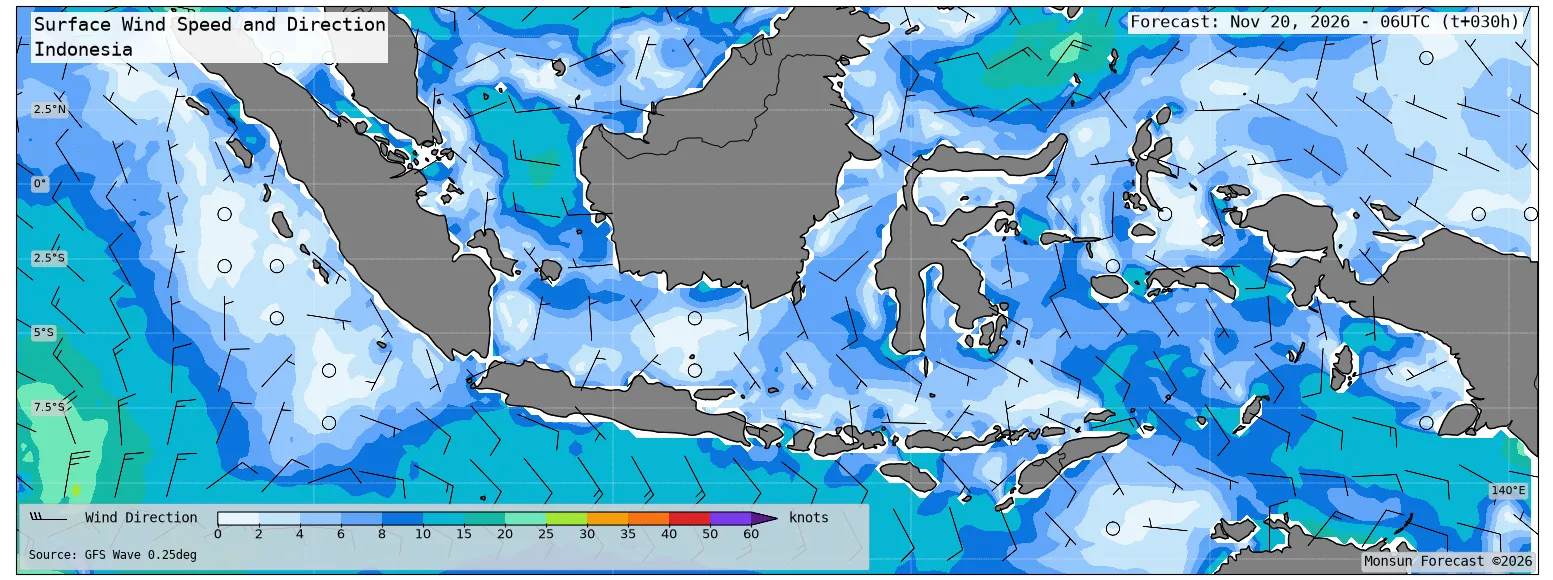 Surface Wind Speed and Direction
Indonesia
Forecast: Nov 20, 2026 - 06UTC (t+030h)
2.5°N
0°
2.5°S
5°S
7.5°S
140°E
Wind Direction
0 2 4 6 8 10 15 20 25 30 35 40 50 60
knots
Source: GFS Wave 0.25deg
Monsun Forecast ©2026